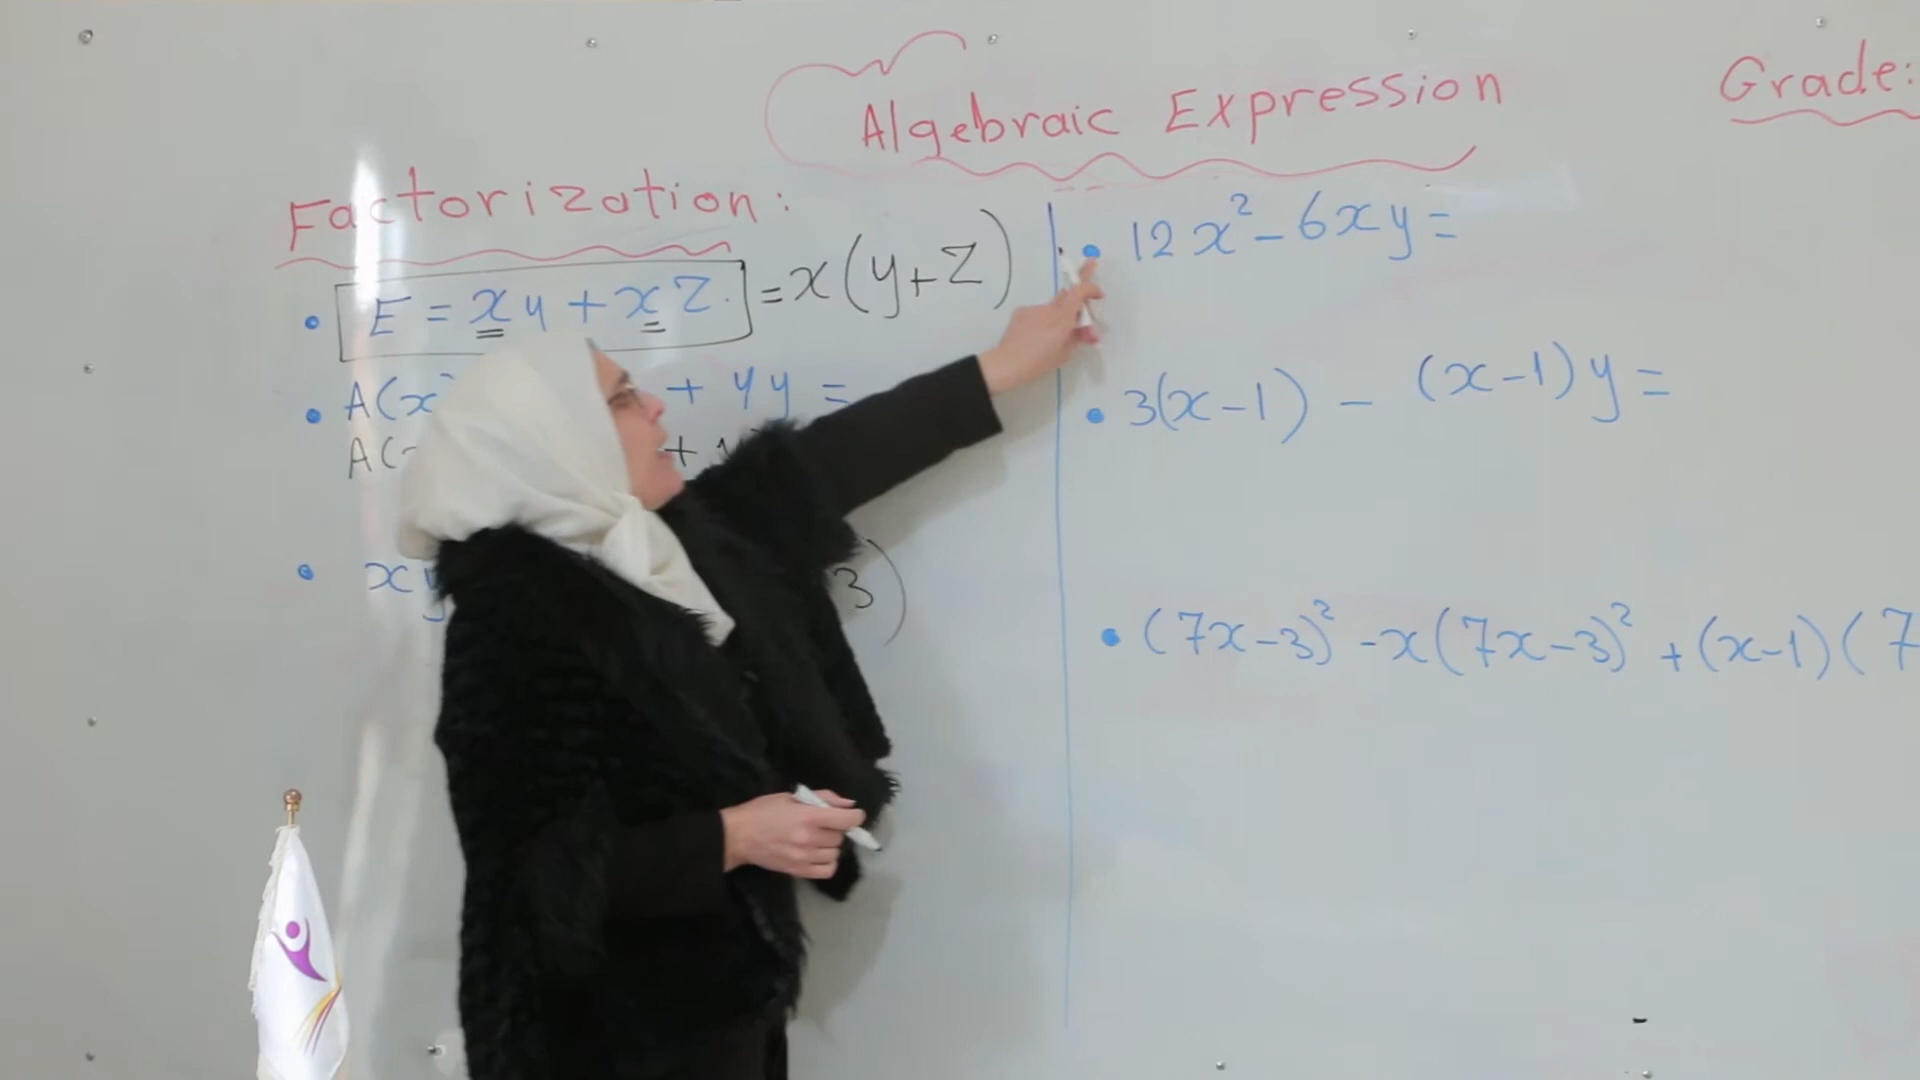 Algebraic Expression
Grade:
Factorization:
• E = xy + xz. = x(y+z)
• A(x + 4y =
A( +
• xy 3)
• 12x² - 6xy =
• 3(x-1) - (x-1)y =
• (7x-3)² - x(7x-3)² + (x-1)(7